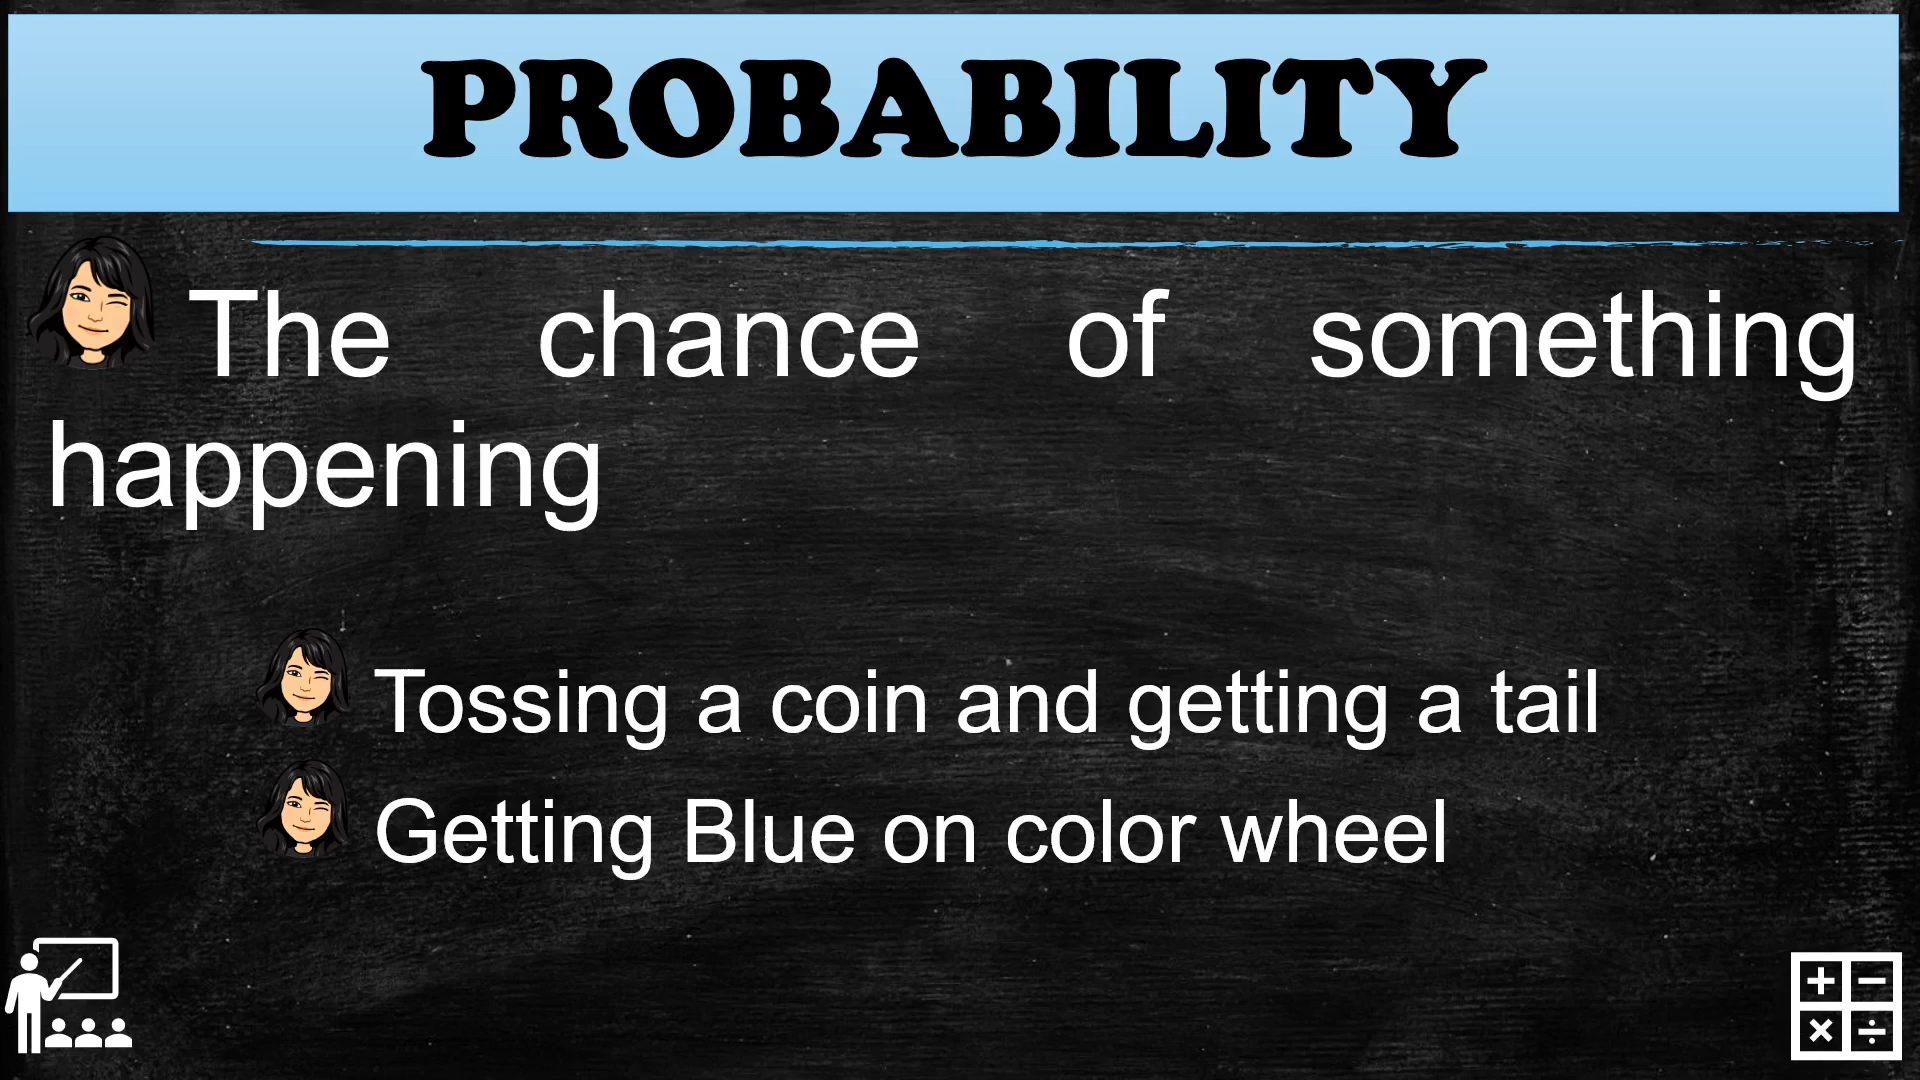 PROBABILITY
The chance of something
happening
Tossing a coin and getting a tail
Getting Blue on color wheel